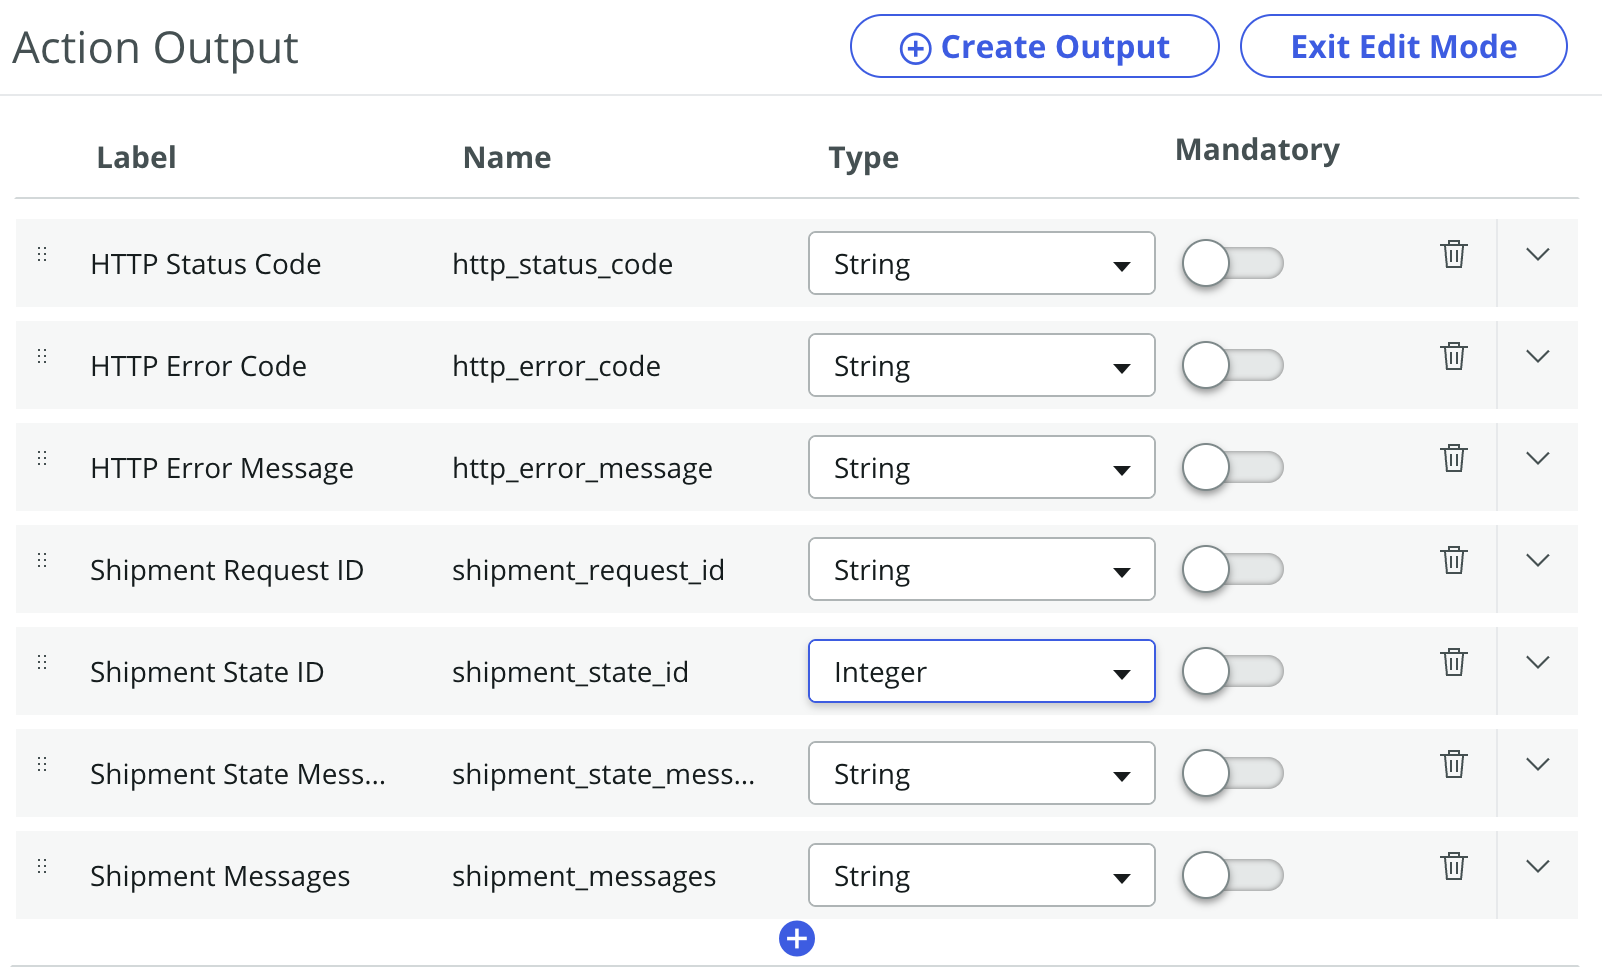 Action Output
Create Output
Exit Edit Mode
Label Name Type Mandatory
HTTP Status Code http_status_code String
HTTP Error Code http_error_code String
HTTP Error Message http_error_message String
Shipment Request ID shipment_request_id String
Shipment State ID shipment_state_id Integer
Shipment State Mess... shipment_state_mess... String
Shipment Messages shipment_messages String